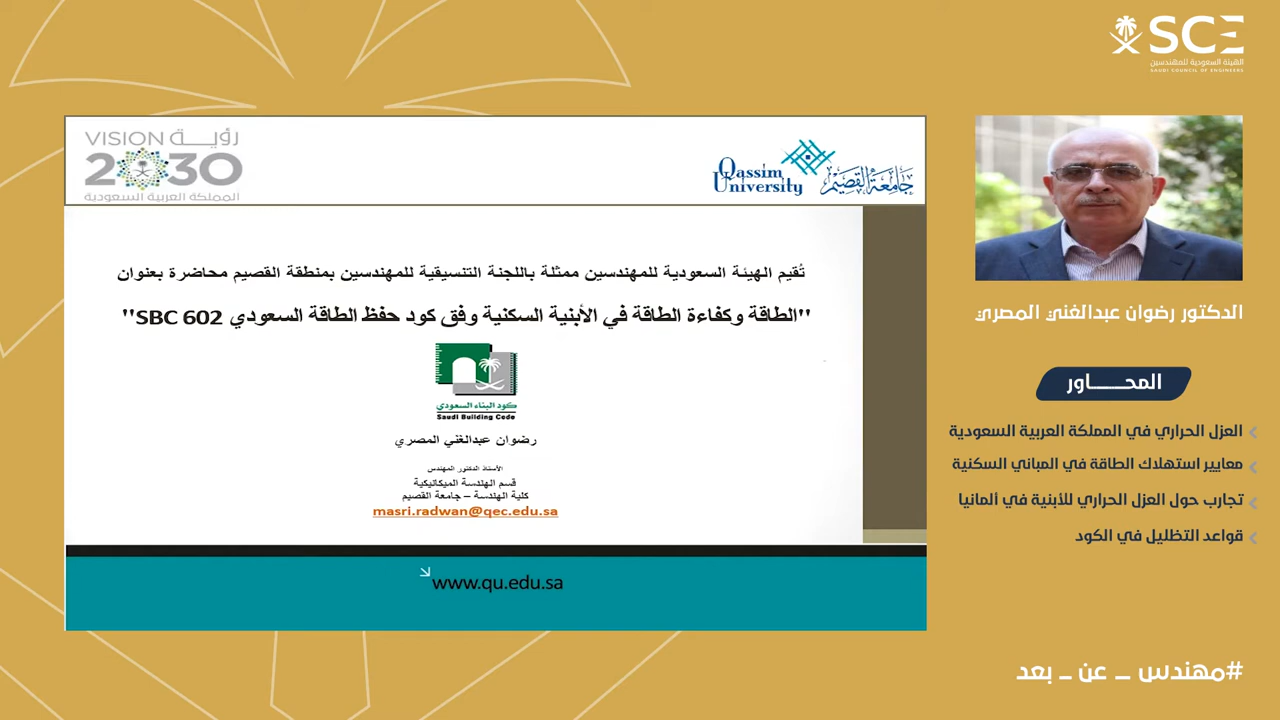 SCE
الهيئة السعودية للمهندسين
SAUDI COUNCIL OF ENGINEERS
VISION رؤيـــة
2030
المملكة العربية السعودية
Qassim
University
جامعة القصيم
تُقيم الهيئة السعودية للمهندسين ممثلة باللجنة التنسيقية للمهندسين بمنطقة القصيم محاضرة بعنوان
"الطاقة وكفاءة الطاقة في الأبنية السكنية وفق كود حفظ الطاقة السعودي SBC 602"
كود البناء السعودي
Saudi Building Code
رضوان عبدالغني المصري
الأستاذ الدكتور المهندس
قسم الهندسة الميكانيكية
كلية الهندسة – جامعة القصيم
masri.radwan@qec.edu.sa
www.qu.edu.sa
الدكتور رضوان عبدالغني المصري
المحـــــاور
العزل الحراري في المملكة العربية السعودية
معايير استهلاك الطاقة في المباني السكنية
تجارب حول العزل الحراري للأبنية في ألمانيا
قواعد التظليل في الكود
#مهندس _ عن _ بعد